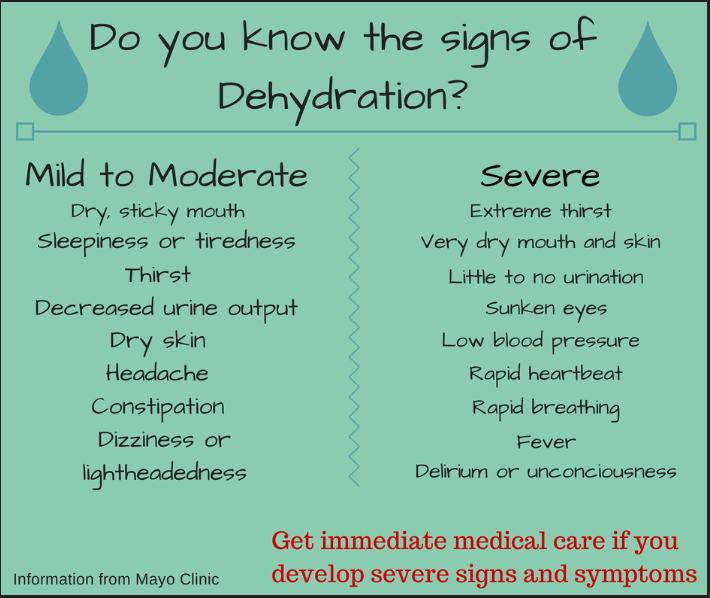 Do you know the signs of
Dehydration?
Mild to Moderate
Dry, sticky mouth
Sleepiness or tiredness
Thirst
Decreased urine output
Dry skin
Headache
Constipation
Dizziness or
lightheadedness
Severe
Extreme thirst
Very dry mouth and skin
Little to no urination
Sunken eyes
Low blood pressure
Rapid heartbeat
Rapid breathing
Fever
Delirium or unconciousness
Get immediate medical care if you
develop severe signs and symptoms
Information from Mayo Clinic